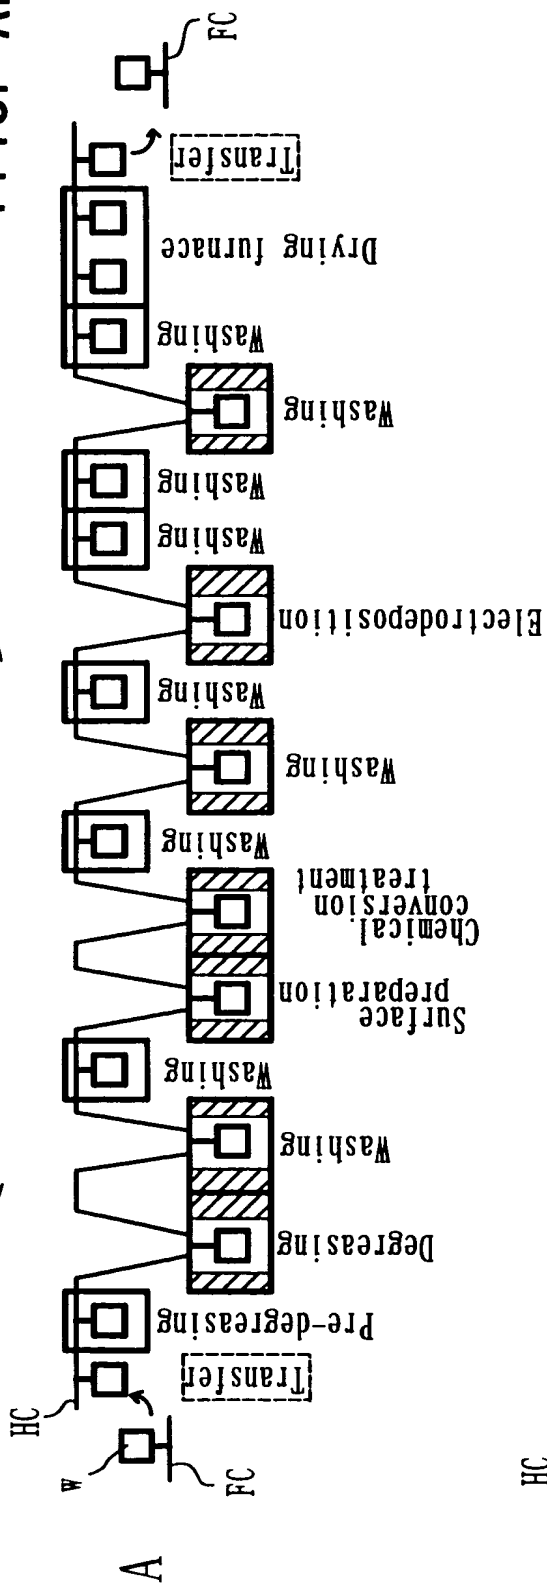 A
W
HC
FC
Transfer
Pre-degreasing
Degreasing
Washing
Washing
Surface
preparation
Chemical
conversion
treatment
Washing
Washing
Washing
Electrodeposition
Washing
Washing
Washing
Washing
Drying furnace
Transfer
FC
HC